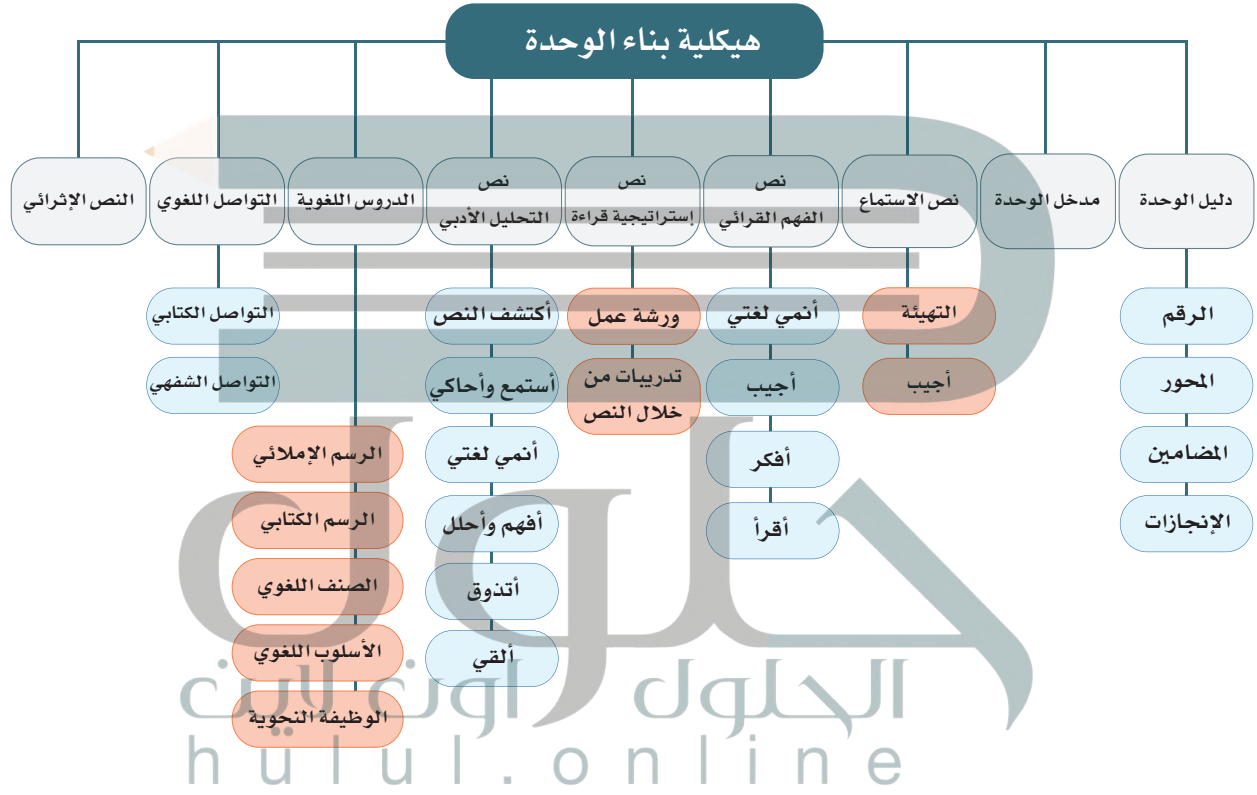 هيكلية بناء الوحدة
دليل الوحدة
الرقم
المحور
المضامين
الإنجازات
مدخل الوحدة
نص الاستماع
التهيئة
أجيب
نص
الفهم القرائي
أنمي لغتي
أجيب
أفكر
أقرأ
نص
إستراتيجية قراءة
ورشة عمل
تدريبات من
خلال النص
نص
التحليل الأدبي
أكتشف النص
أستمع وأحاكي
أنمي لغتي
أفهم وأحلل
أتذوق
ألقي
الدروس اللغوية
الرسم الإملائي
الرسم الكتابي
الصنف اللغوي
الأسلوب اللغوي
الوظيفة النحوية
التواصل اللغوي
التواصل الكتابي
التواصل الشفهي
النص الإثرائي
حلول
الحلول اون لاين
hulul.online